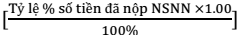 [Tỷ lệ % số tiền đã nộp NSNN ×1.00
100%]